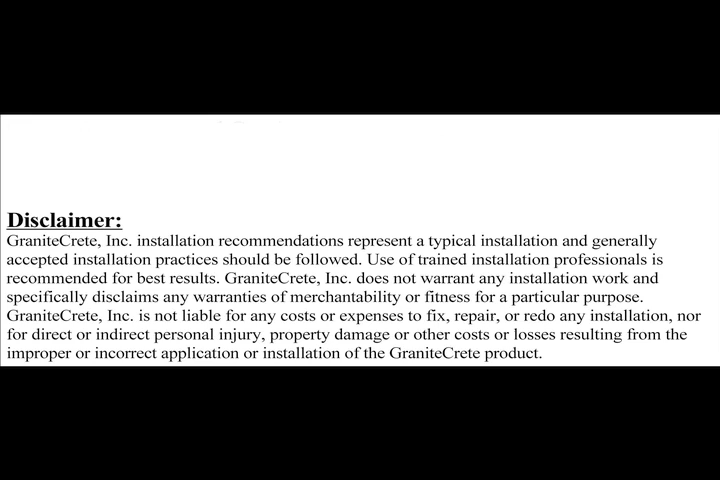 Disclaimer:
GraniteCrete, Inc. installation recommendations represent a typical installation and generally
accepted installation practices should be followed. Use of trained installation professionals is
recommended for best results. GraniteCrete, Inc. does not warrant any installation work and
specifically disclaims any warranties of merchantability or fitness for a particular purpose.
GraniteCrete, Inc. is not liable for any costs or expenses to fix, repair, or redo any installation, nor
for direct or indirect personal injury, property damage or other costs or losses resulting from the
improper or incorrect application or installation of the GraniteCrete product.